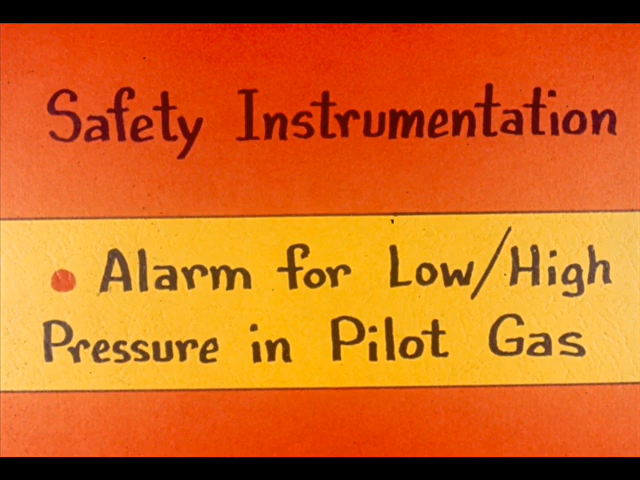 Safety Instrumentation
• Alarm for Low/High
Pressure in Pilot Gas